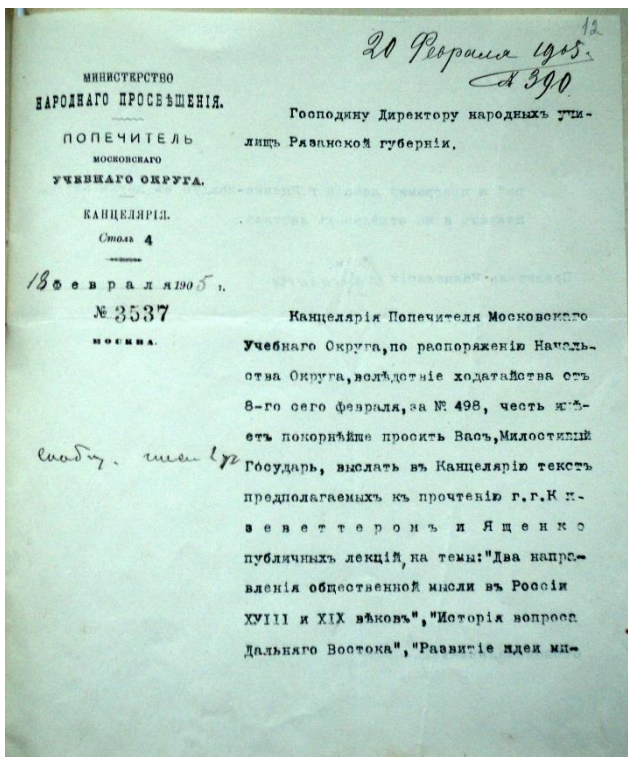 12
20 Февраля 1905.
№ 390.
МИНИСТЕРСТВО
НАРОДНАГО ПРОСВѢЩЕНІЯ.
ПОПЕЧИТЕЛЬ
МОСКОВСКАГО
УЧЕБНАГО ОКРУГА.
КАНЦЕЛЯРІЯ.
Столъ 4
18 февраля 1905 г.
№ 3537
МОСКВА.
Господину Директору народныхъ учи-
лищъ Рязанской губерніи.
Канцелярія Попечителя Московскаго
Учебнаго Округа, по распоряженію Началь-
ства Округа, вслѣдствіе ходатайства отъ
8-го сего февраля, за № 498, честь имѣ-
етъ покорнѣйше просить Васъ, Милостивый
Государь, выслать въ Канцелярію текстъ
предполагаемыхъ къ прочтенію г.г. К и-
з е в е т т е р о м ъ и Я щ е н к о
публичныхъ лекцій, на темы: "Два напра-
вленія общественной мысли въ Россіи
XVIII и XIX вѣковъ", "Исторія вопроса
Дальняго Востока", "Развитіе идеи ми-